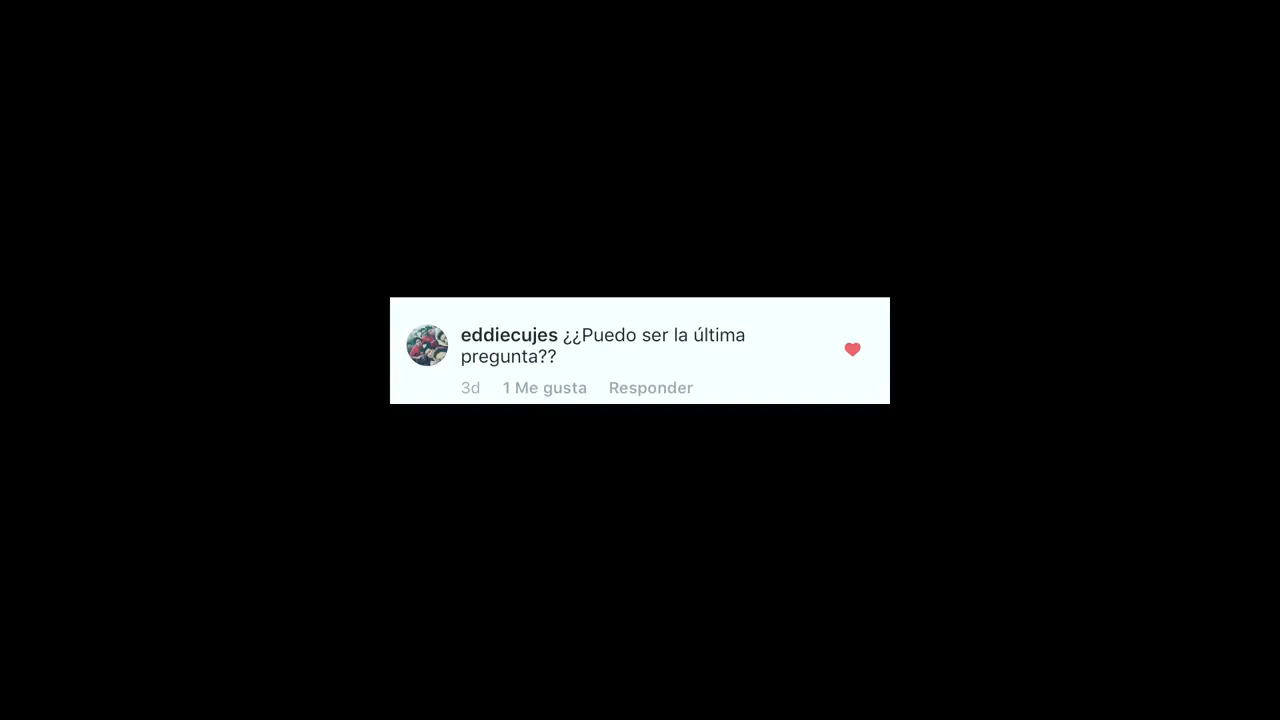 eddiecujes ¿¿Puedo ser la última
pregunta??
3d 1 Me gusta Responder